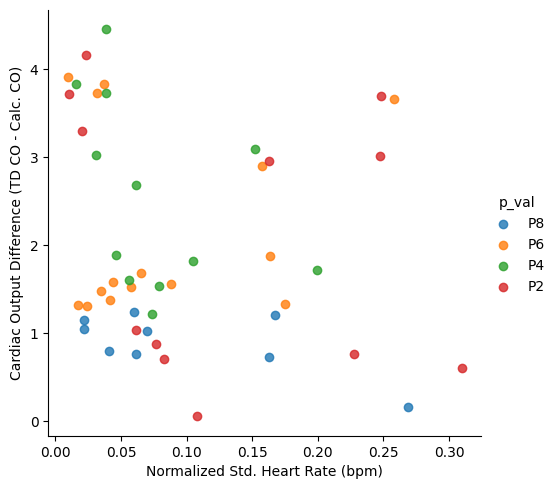 Cardiac Output Difference (TD CO - Calc. CO)
4
3
2
1
0
0.00 0.05 0.10 0.15 0.20 0.25 0.30
Normalized Std. Heart Rate (bpm)
p_val
P8
P6
P4
P2